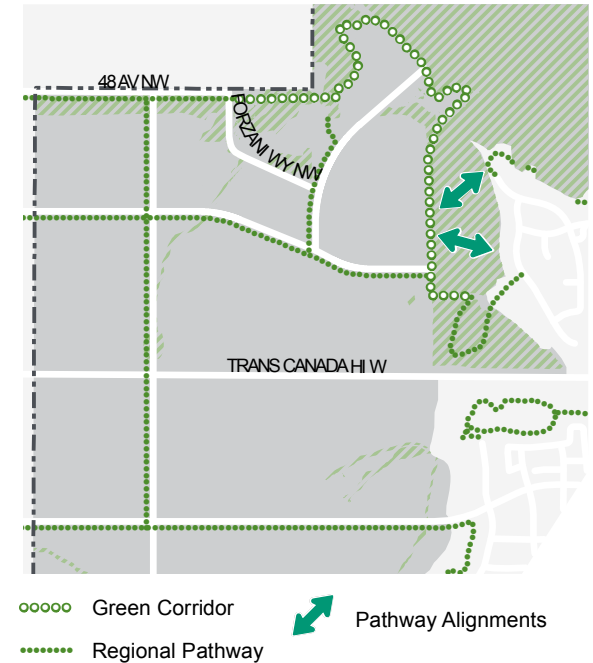 48 AV NW
FORZANI WY NW
TRANS CANADA HI W
Green Corridor
Pathway Alignments
Regional Pathway